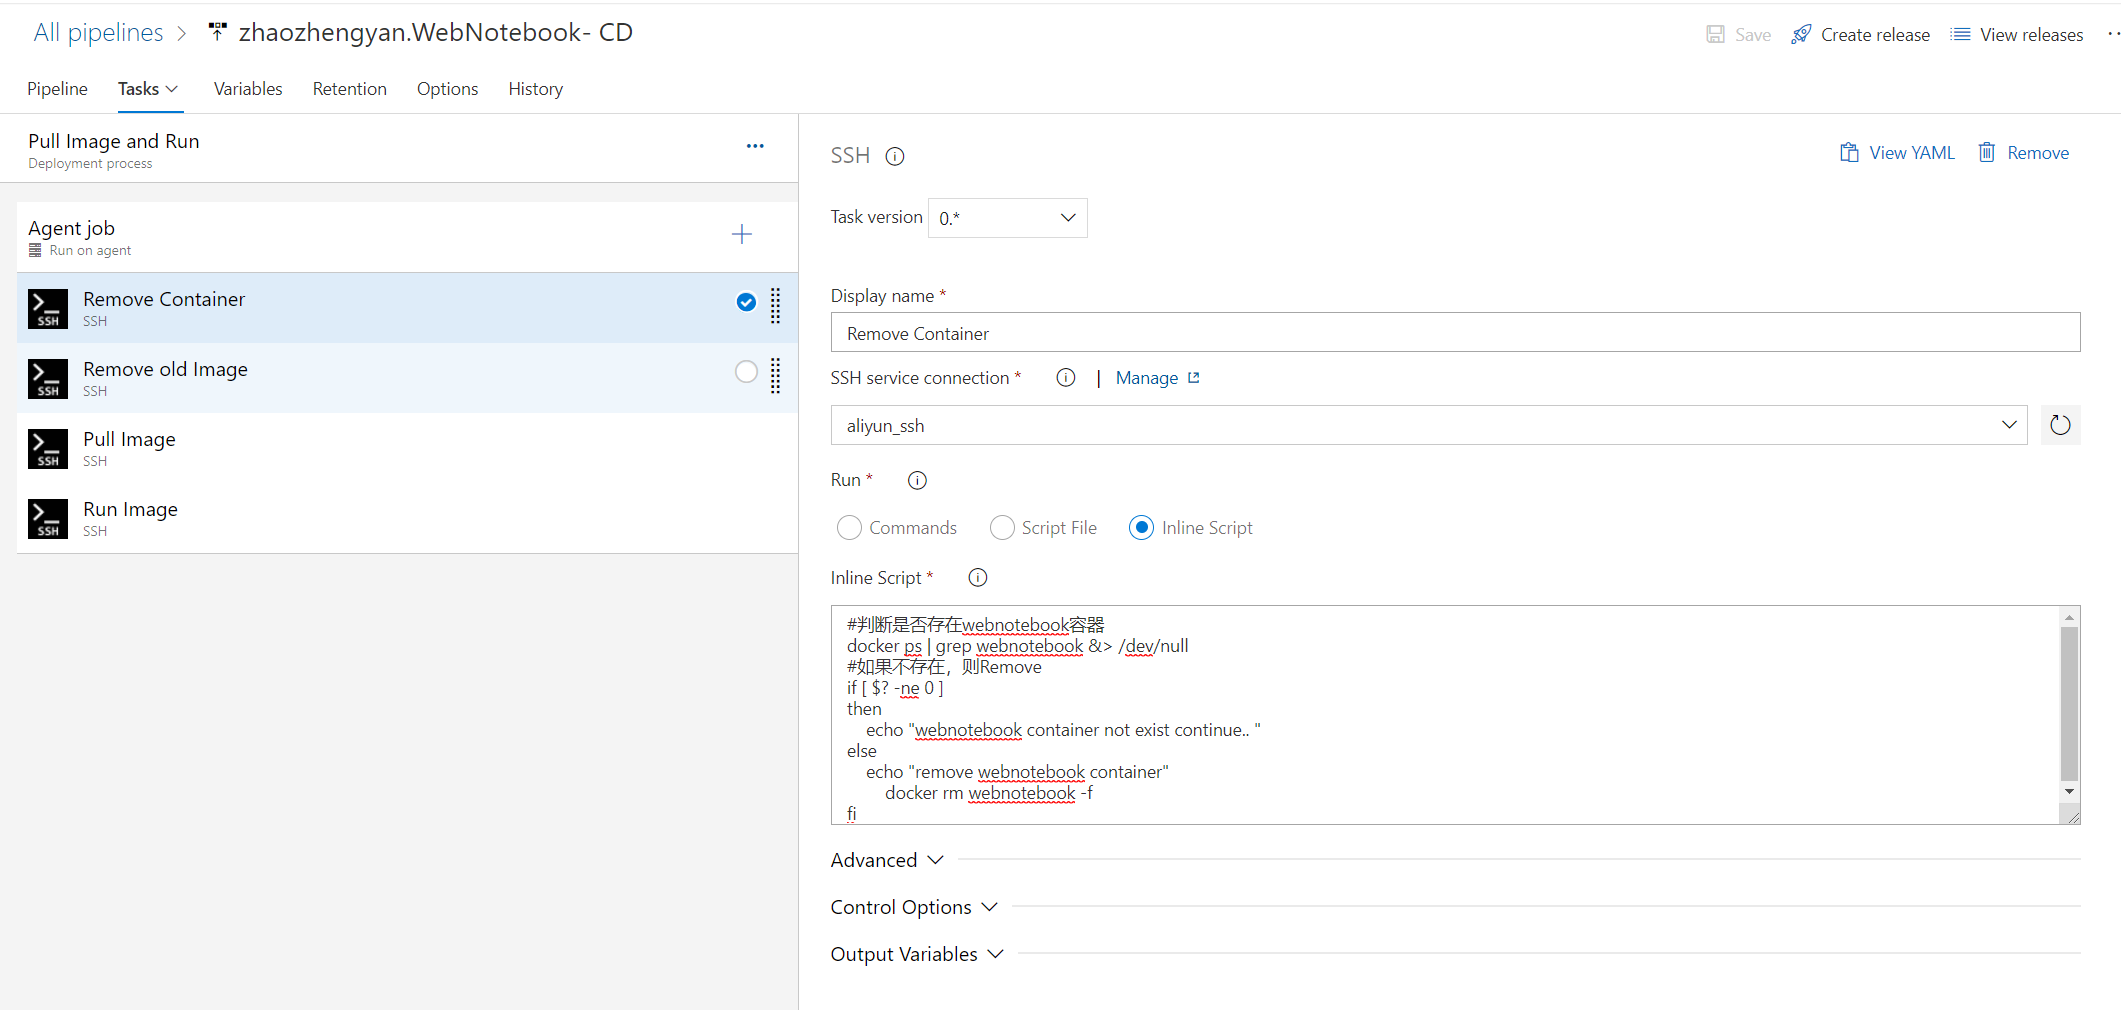 All pipelines > zhaozhengyan.WebNotebook- CD
Save Create release View releases
Pipeline Tasks Variables Retention Options History
Pull Image and Run
Deployment process
Agent job
Run on agent
Remove Container
SSH
Remove old Image
SSH
Pull Image
SSH
Run Image
SSH
SSH
View YAML Remove
Task version 0.*
Display name *
Remove Container
SSH service connection * | Manage
aliyun_ssh
Run *
Commands Script File Inline Script
Inline Script *
#判断是否存在webnotebook容器
docker ps | grep webnotebook &> /dev/null
#如果不存在，则Remove
if [ $? -ne 0 ]
then
    echo "webnotebook container not exist continue.. "
else
    echo "remove webnotebook container"
        docker rm webnotebook -f
fi
Advanced
Control Options
Output Variables